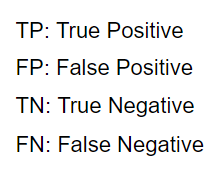 TP: True Positive
FP: False Positive
TN: True Negative
FN: False Negative